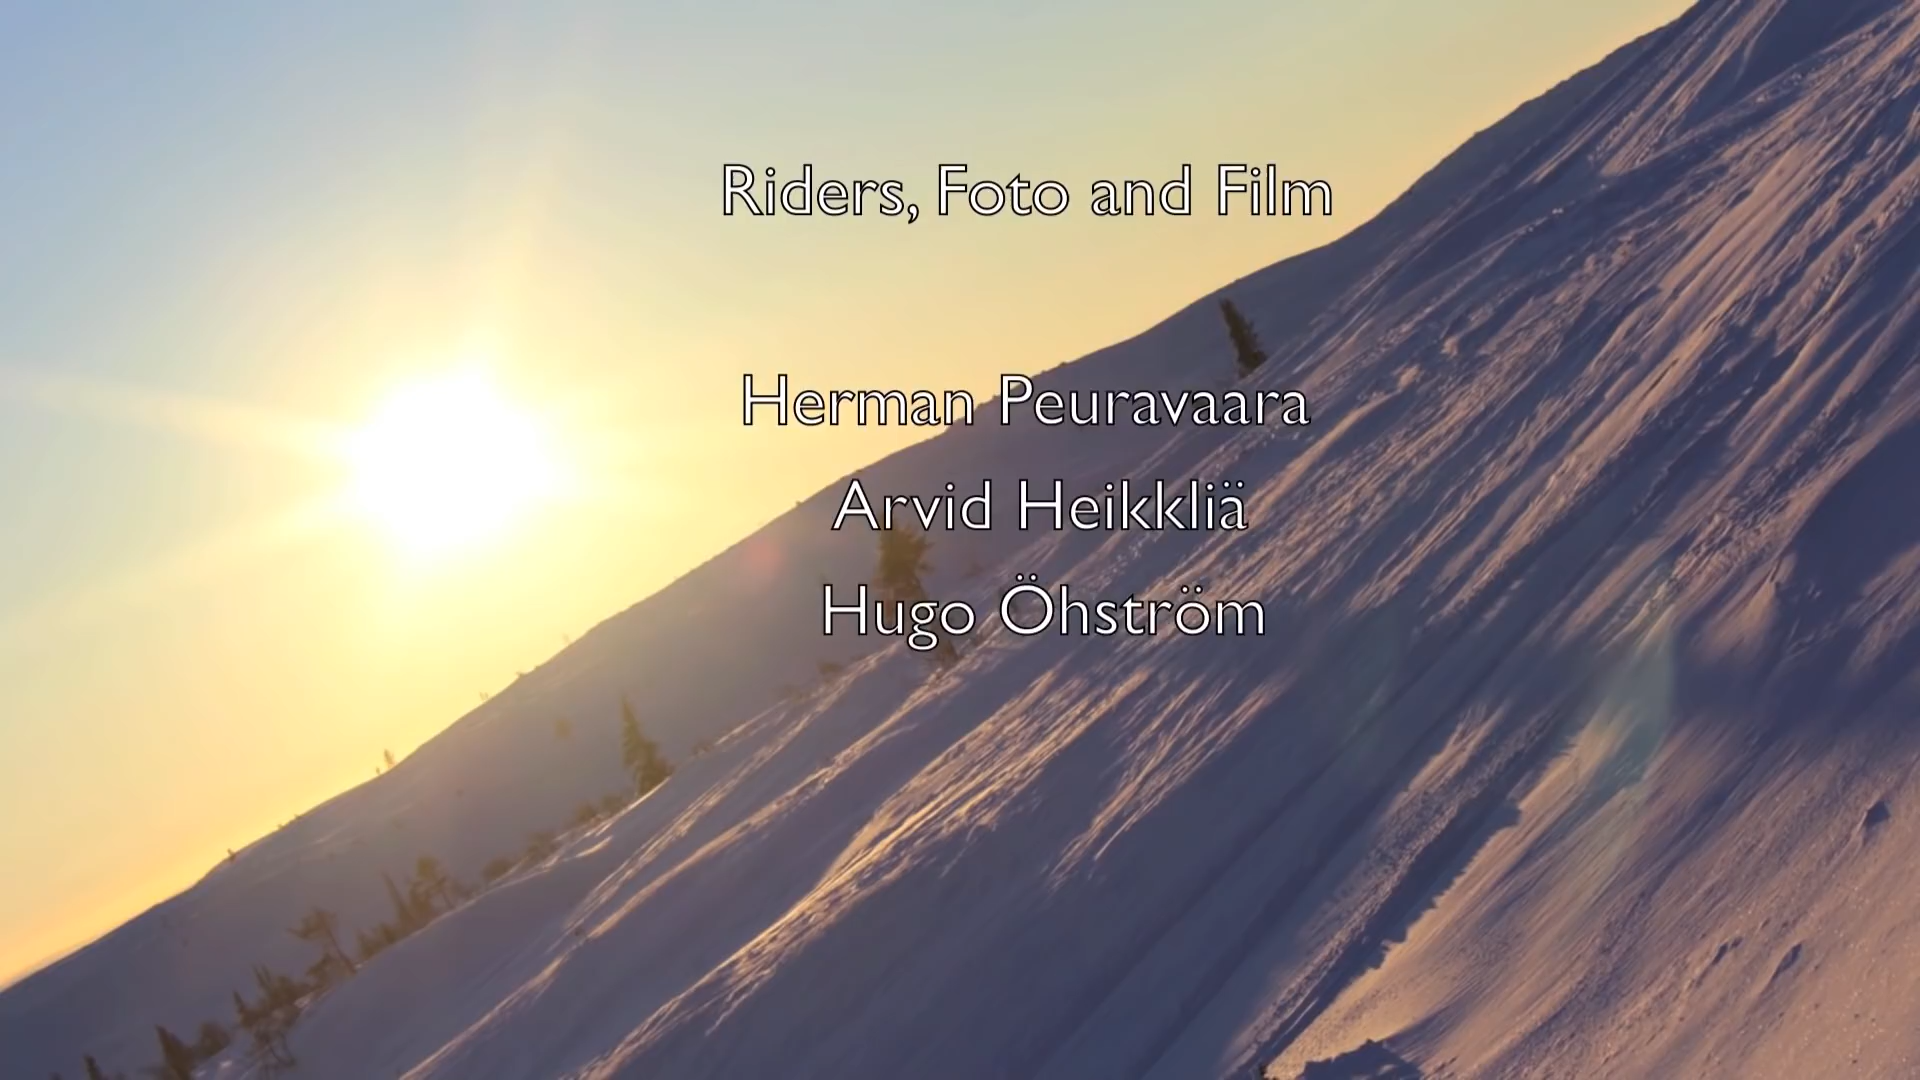 Riders, Foto and Film
Herman Peuravaara
Arvid Heikkliä
Hugo Öhström